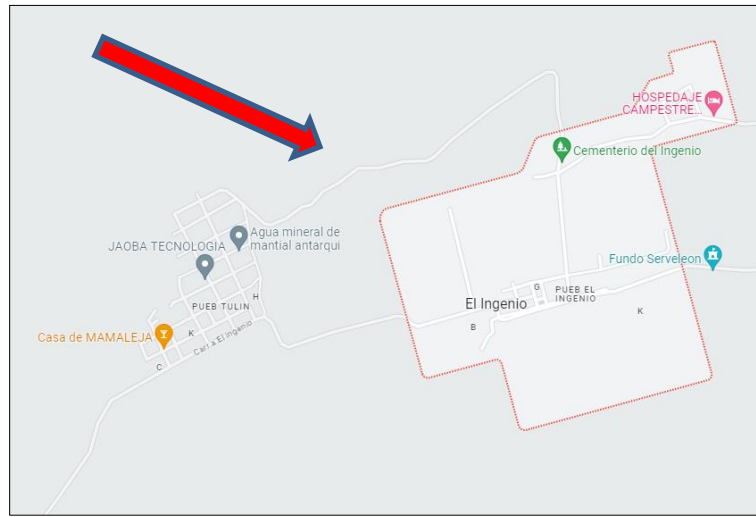 HOSPEDAJE
CAMPESTRE...
Cementerio del Ingenio
Agua mineral de
mantial antarqui
JAOBA TECNOLOGIA
Fundo Serveleon
H
PUEB TULIN
G
PUEB EL
INGENIO
El Ingenio
K
B
K
Casa de MAMALEJA
Carr a El Ingenio
C